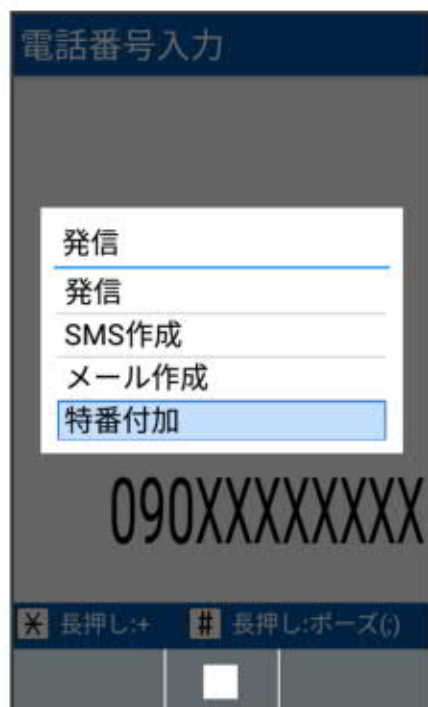 電話番号入力
発信
発信
SMS作成
メール作成
特番付加
090XXXXXXXX
* 長押し:+ # 長押し:ポーズ(;)